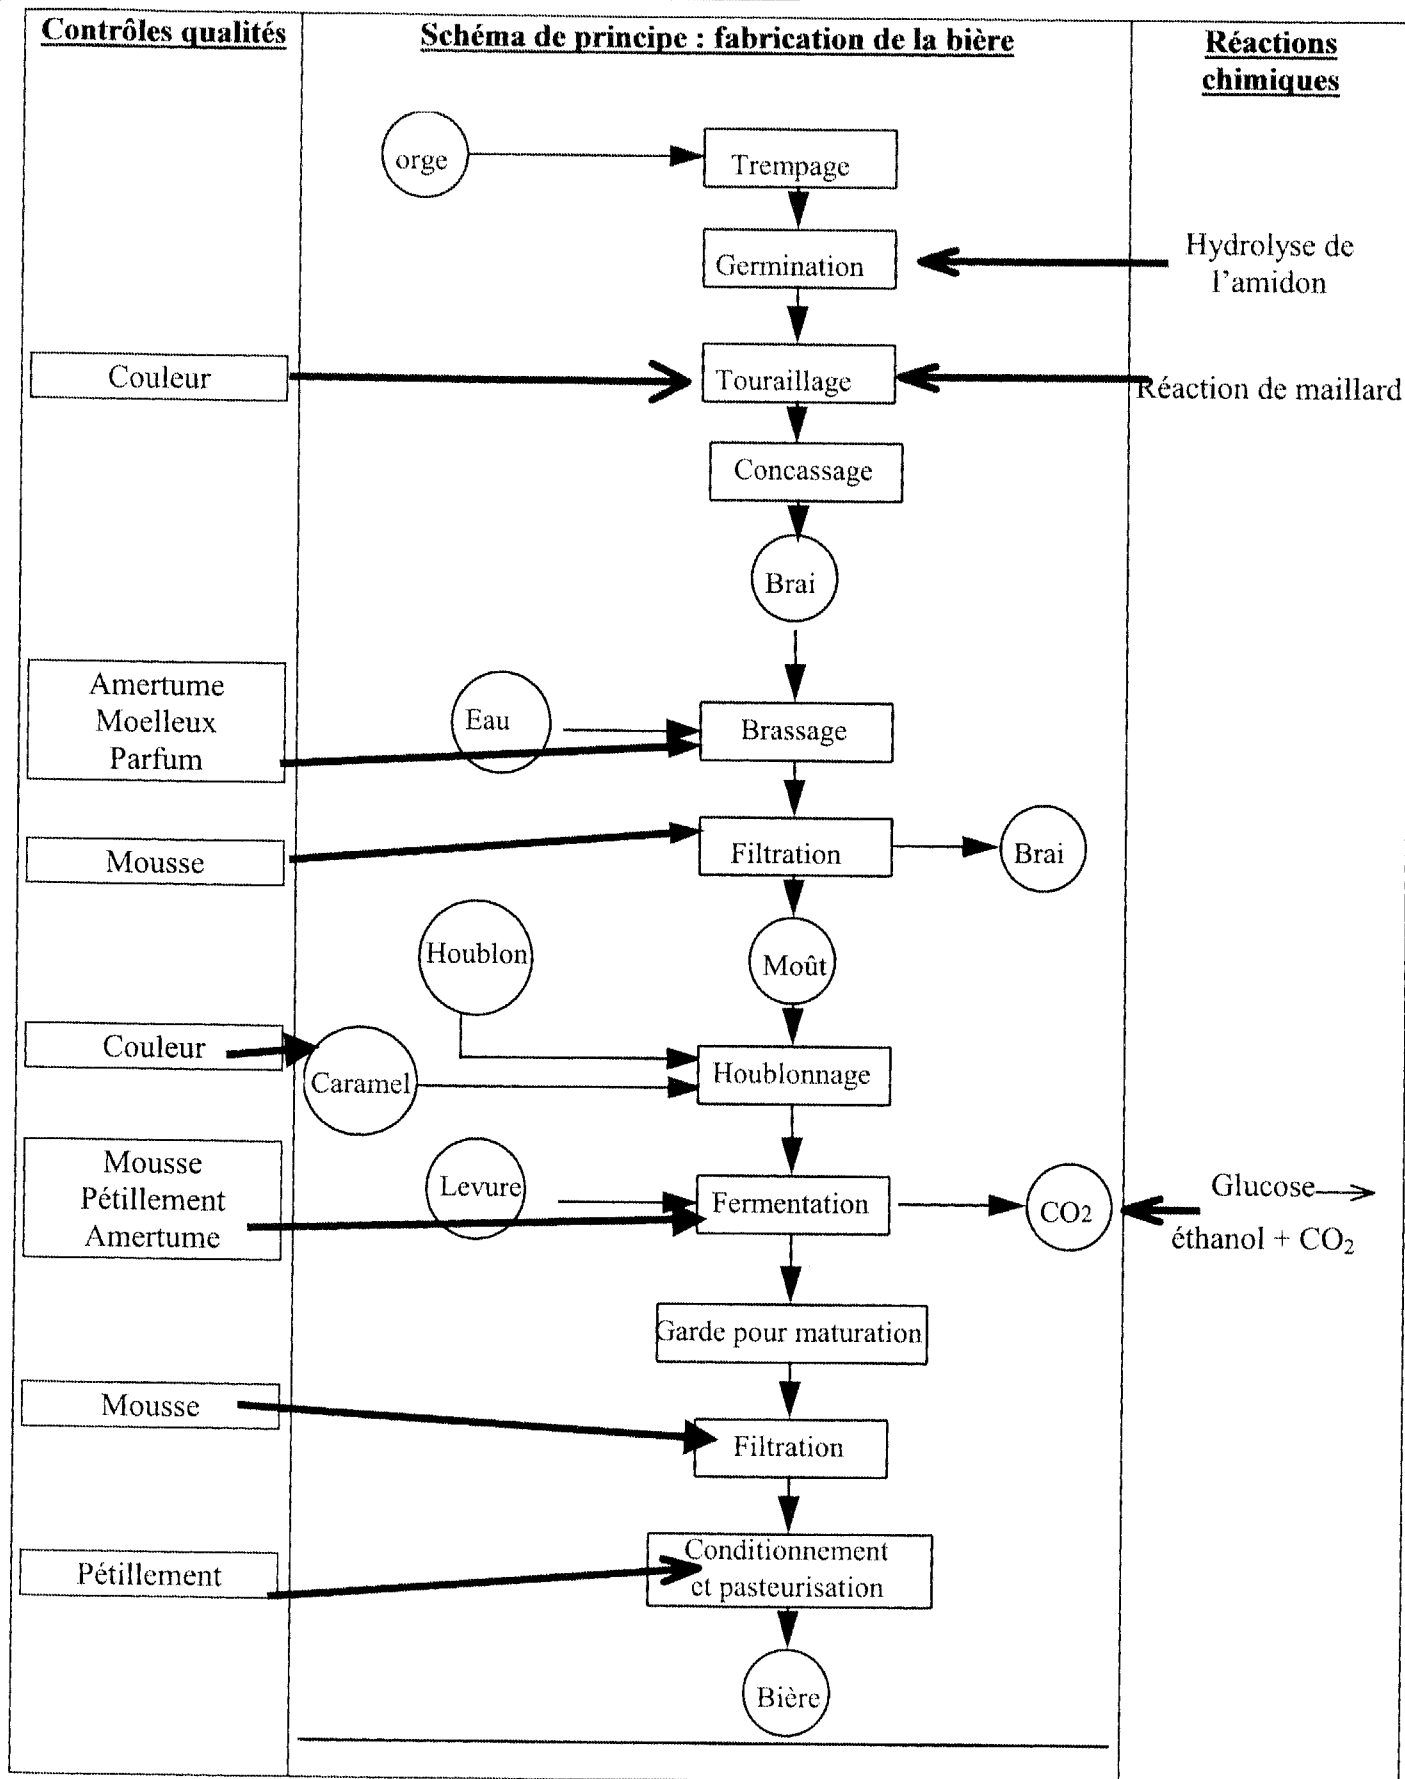 Contrôles qualités
Schéma de principe : fabrication de la bière
Réactions
chimiques
orge
Trempage
Germination
Hydrolyse de
l'amidon
Couleur
Touraillage
Réaction de maillard
Concassage
Brai
Amertume
Moelleux
Parfum
Eau
Brassage
Mousse
Filtration
Brai
Houblon
Moût
Couleur
Caramel
Houblonnage
Mousse
Pétillement
Amertume
Levure
Fermentation
CO2
Glucose
éthanol + CO2
Garde pour maturation
Mousse
Filtration
Pétillement
Conditionnement
et pasteurisation
Bière